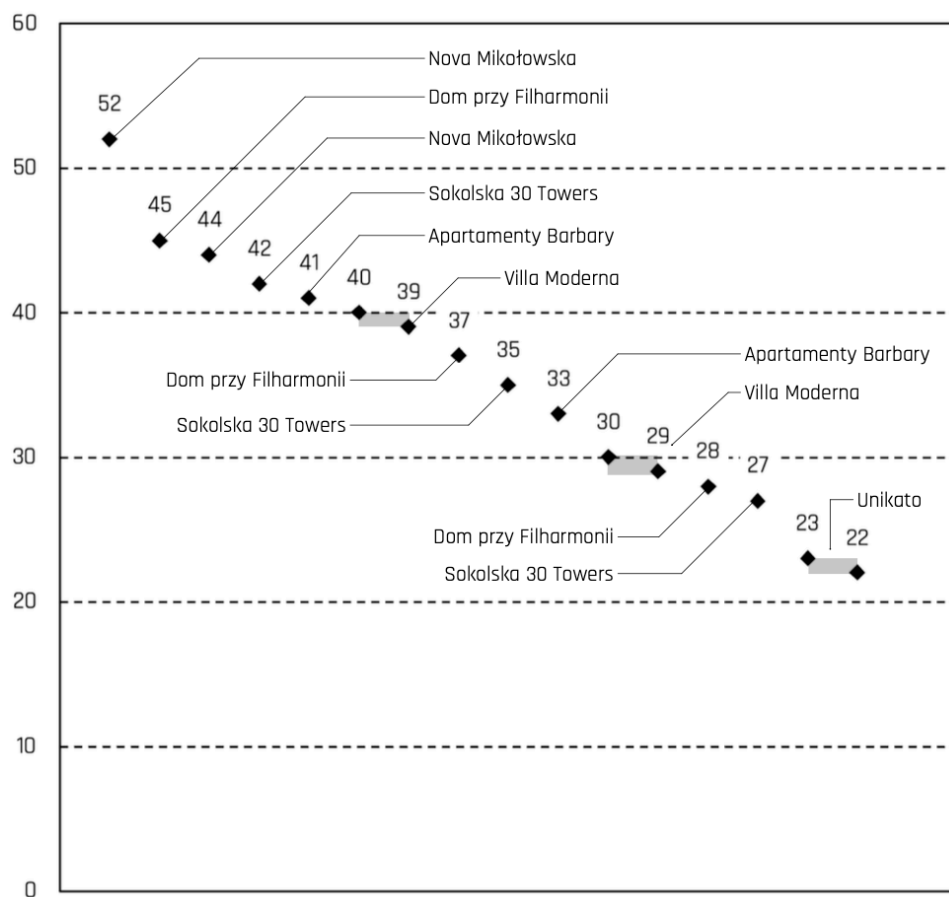 60
Nova Mikołowska
52
Dom przy Filharmonii
Nova Mikołowska
50
45
44
Sokolska 30 Towers
42
Apartamenty Barbary
41
40
39
Villa Moderna
40
37
35
Apartamenty Barbary
33
Dom przy Filharmonii
Villa Moderna
Sokolska 30 Towers
30
29
30
28
27
Unikato
23
22
Dom przy Filharmonii
Sokolska 30 Towers
20
10
0